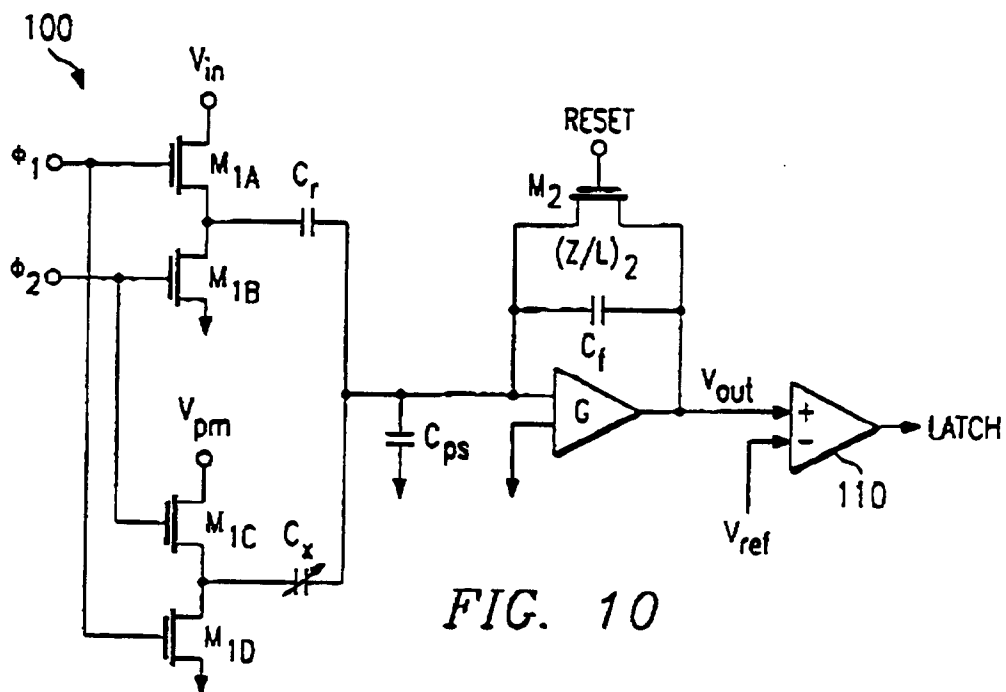 100
V_in
ϕ_1
M_1A
C_r
ϕ_2
M_1B
RESET
M_2
(Z/L)_2
C_f
G
V_out
+
−
LATCH
110
V_ref
C_ps
V_pm
M_1C
C_x
M_1D
FIG. 10